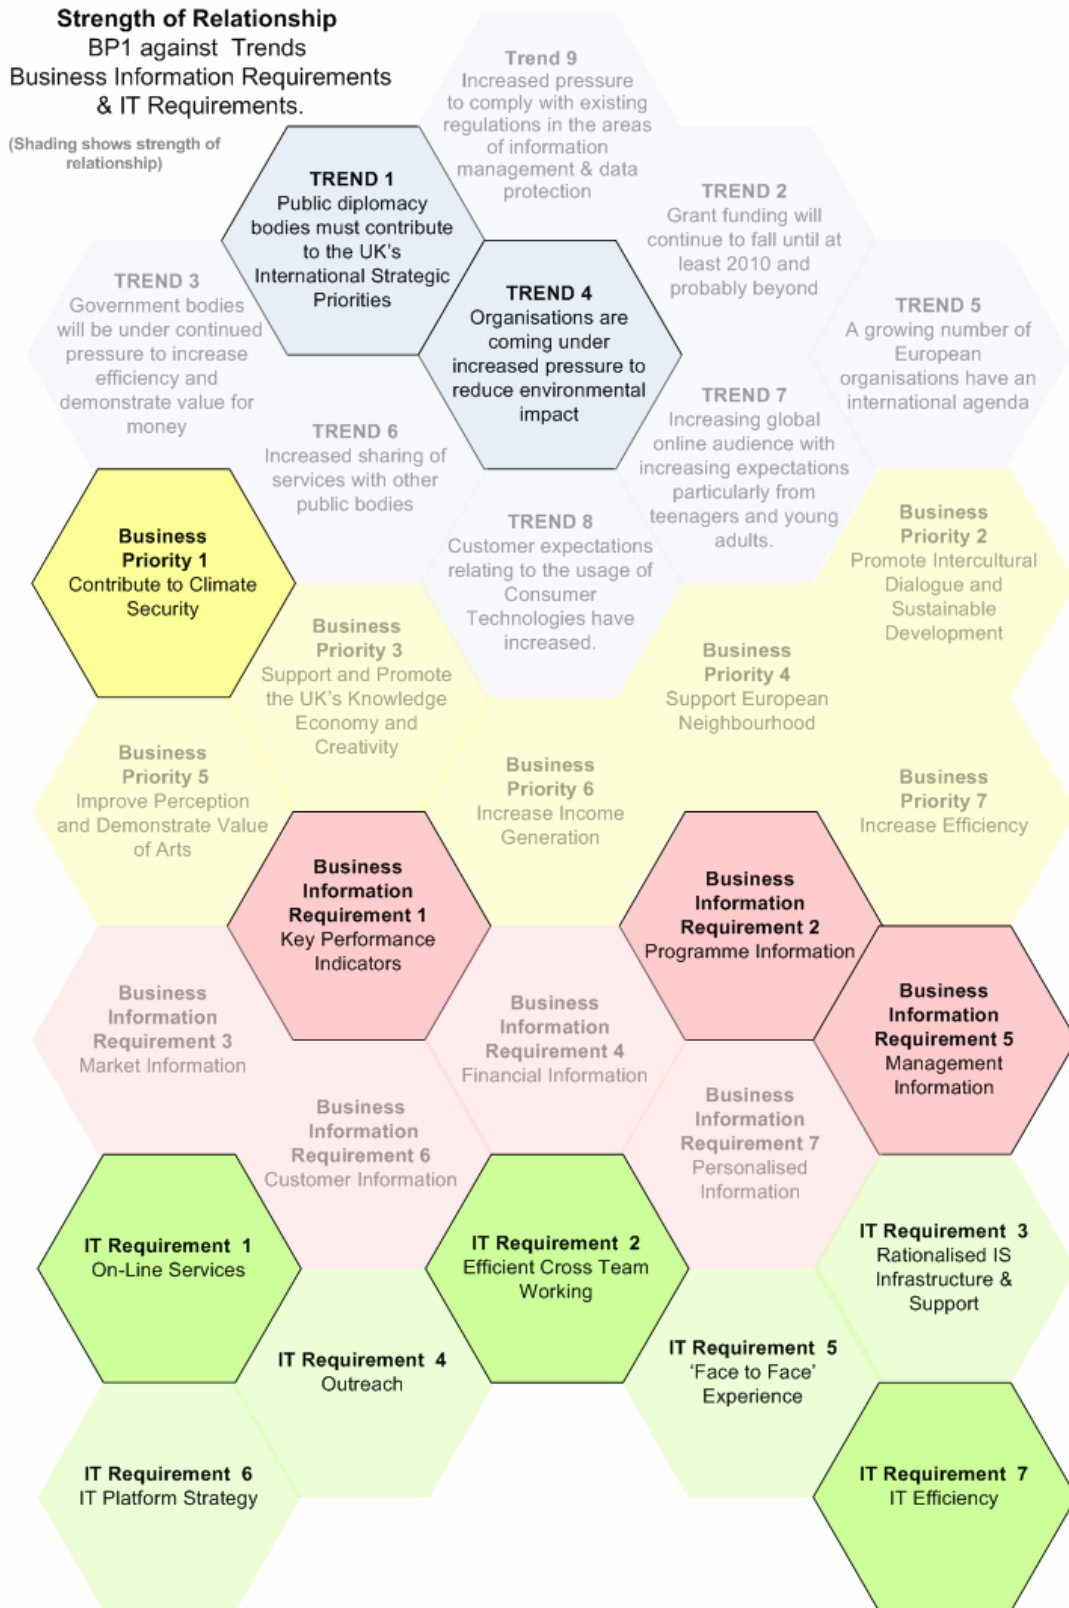 Strength of Relationship
BP1 against Trends
Business Information Requirements
& IT Requirements.
(Shading shows strength of
relationship)
Trend 9
Increased pressure
to comply with existing
regulations in the areas
of information
management & data
protection
TREND 1
Public diplomacy
bodies must contribute
to the UK's
International Strategic
Priorities
TREND 2
Grant funding will
continue to fall until at
least 2010 and
probably beyond
TREND 3
Government bodies
will be under continued
pressure to increase
efficiency and
demonstrate value for
money
TREND 4
Organisations are
coming under
increased pressure to
reduce environmental
impact
TREND 5
A growing number of
European
organisations have an
international agenda
TREND 6
Increased sharing of
services with other
public bodies
TREND 7
Increasing global
online audience with
increasing expectations
particularly from
teenagers and young
adults.
TREND 8
Customer expectations
relating to the usage of
Consumer
Technologies have
increased.
Business
Priority 1
Contribute to Climate
Security
Business
Priority 2
Promote Intercultural
Dialogue and
Sustainable
Development
Business
Priority 3
Support and Promote
the UK's Knowledge
Economy and
Creativity
Business
Priority 4
Support European
Neighbourhood
Business
Priority 5
Improve Perception
and Demonstrate Value
of Arts
Business
Priority 6
Increase Income
Generation
Business
Priority 7
Increase Efficiency
Business
Information
Requirement 1
Key Performance
Indicators
Business
Information
Requirement 2
Programme Information
Business
Information
Requirement 3
Market Information
Business
Information
Requirement 4
Financial Information
Business
Information
Requirement 5
Management
Information
Business
Information
Requirement 6
Customer Information
Business
Information
Requirement 7
Personalised
Information
IT Requirement 1
On-Line Services
IT Requirement 2
Efficient Cross Team
Working
IT Requirement 3
Rationalised IS
Infrastructure &
Support
IT Requirement 4
Outreach
IT Requirement 5
'Face to Face'
Experience
IT Requirement 6
IT Platform Strategy
IT Requirement 7
IT Efficiency